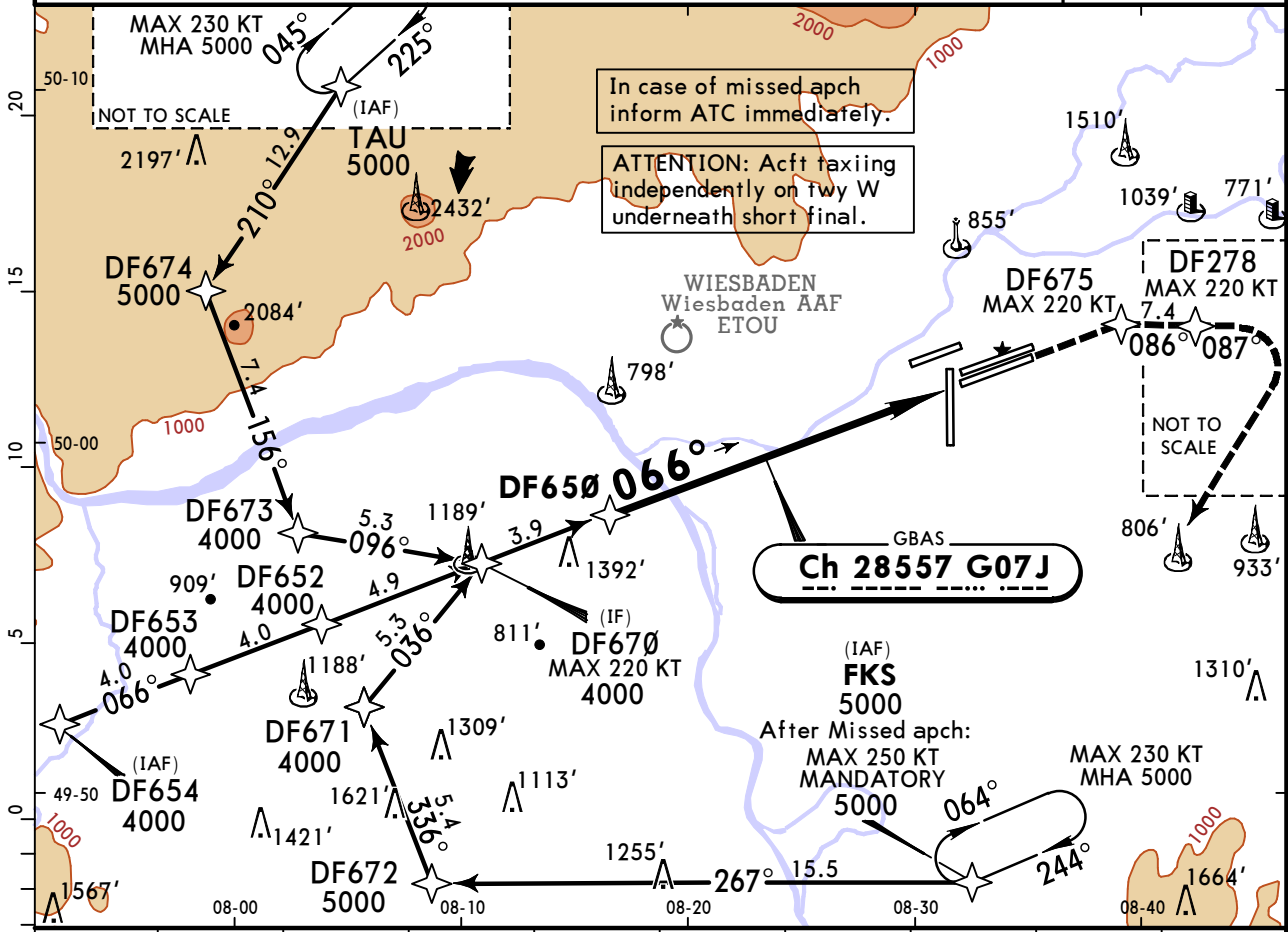 MAX 230 KT
MHA 5000
045°
225°
50-10
NOT TO SCALE
(IAF)
TAU
5000
2197'
12.9
210°
2432'
2000
2000
1000
In case of missed apch
inform ATC immediately.
ATTENTION: Acft taxiing
independently on twy W
underneath short final.
1510'
1039'
771'
855'
20
15
10
5
0
DF674
5000
2084'
WIESBADEN
Wiesbaden AAF
ETOU
DF675
MAX 220 KT
DF278
MAX 220 KT
7.4
086°
087°
NOT TO
SCALE
798'
7.4
156°
1000
50-00
DF650
066°
DF673
4000
5.3
096°
1189'
3.9
1392'
GBAS
Ch 28557 G07J
806'
933'
909'
DF652
4000
4.9
DF653
4000
4.0
4.0
066°
5.3
036°
811'
(IF)
DF670
MAX 220 KT
4000
1188'
(IAF)
FKS
5000
After Missed apch:
MAX 250 KT
MANDATORY
5000
1310'
MAX 230 KT
MHA 5000
064°
244°
DF671
4000
1309'
(IAF)
DF654
4000
49-50
1000
1621'
1113'
1421'
336°
5.4
DF672
5000
1255'
267°
15.5
1000
1567'
1664'
08-00
08-10
08-20
08-30
08-40